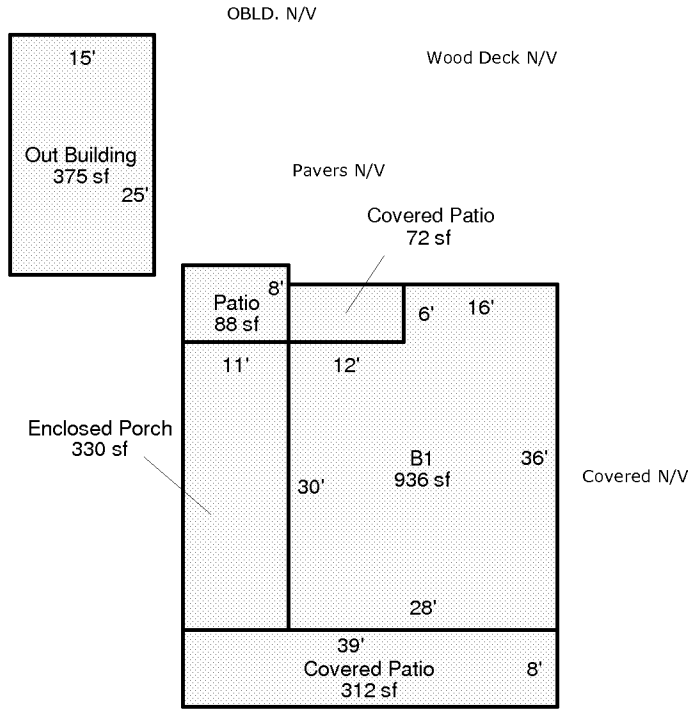 OBLD. N/V
15'
Wood Deck N/V
Out Building
375 sf
25'
Pavers N/V
Covered Patio
72 sf
8'
Patio
88 sf
6'
16'
11'
12'
Enclosed Porch
330 sf
B1
936 sf
36'
Covered N/V
30'
28'
39'
Covered Patio
312 sf
8'